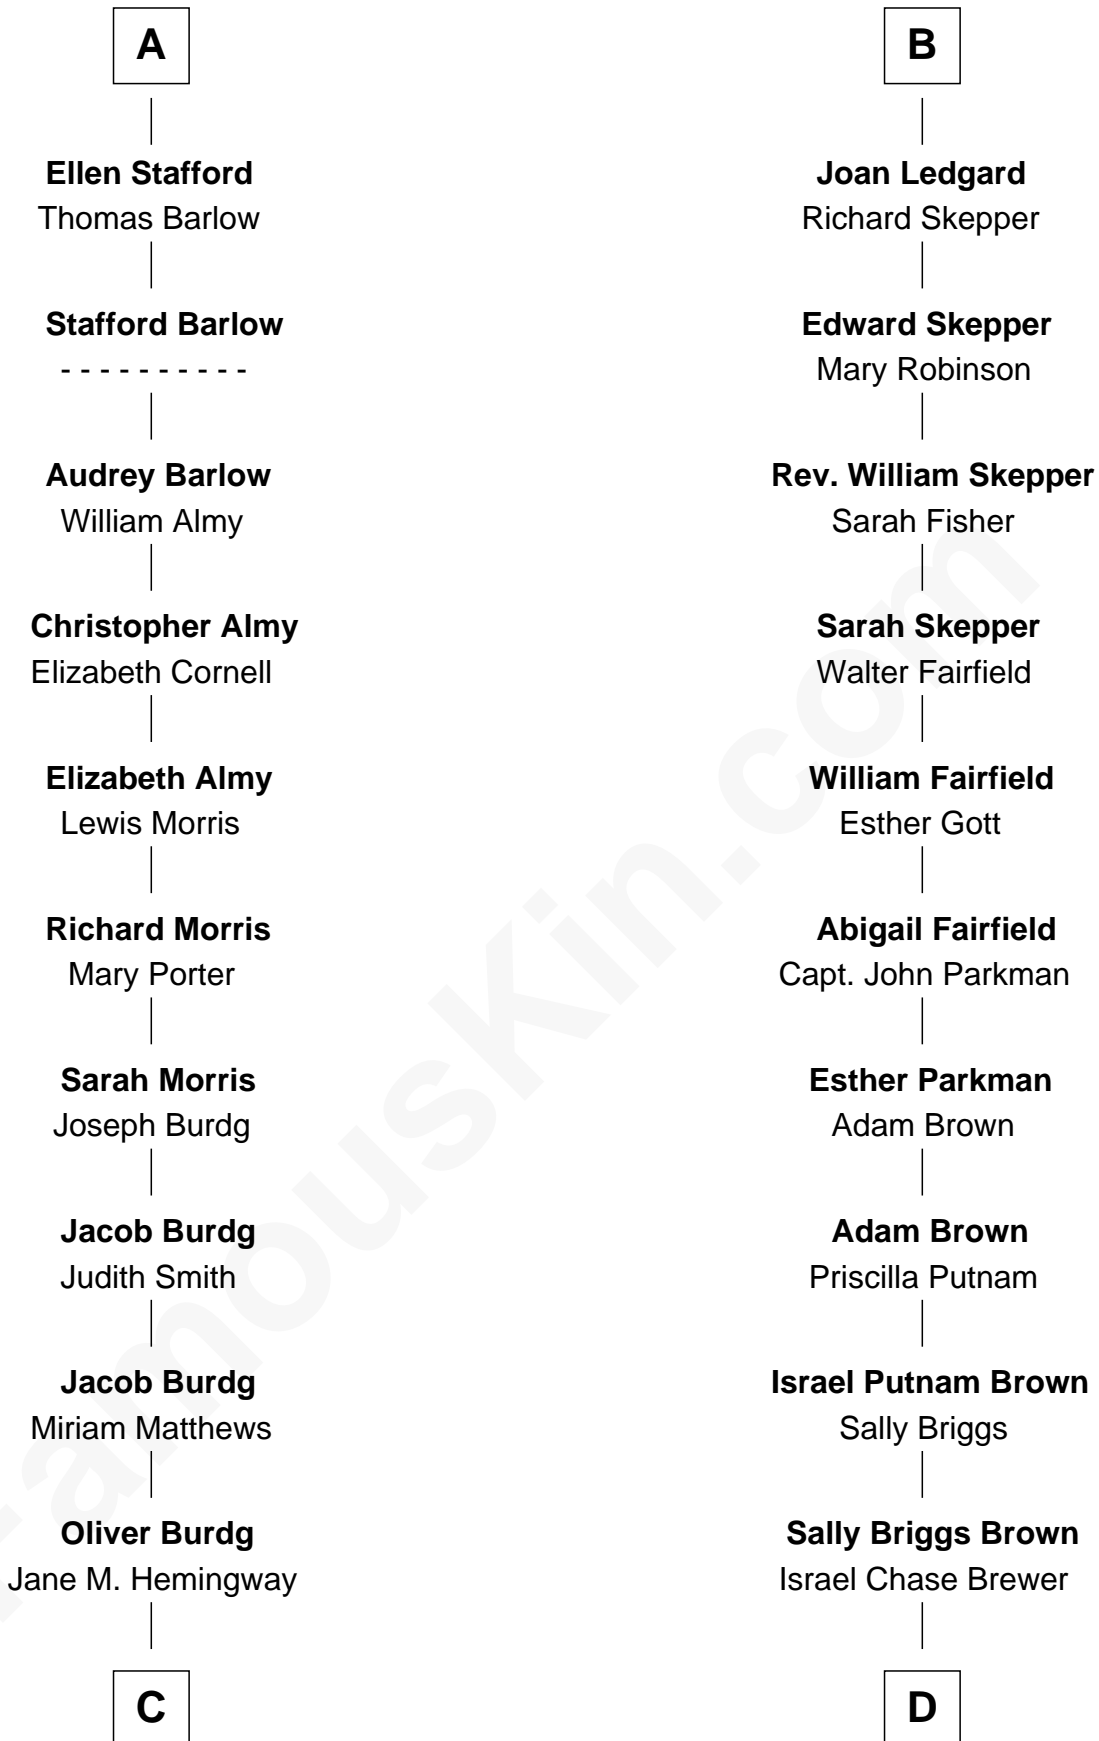 A
Ellen Stafford
Thomas Barlow
Stafford Barlow
- - - - - - - - - -
Audrey Barlow
William Almy
Christopher Almy
Elizabeth Cornell
Elizabeth Almy
Lewis Morris
Richard Morris
Mary Porter
Sarah Morris
Joseph Burdg
Jacob Burdg
Judith Smith
Jacob Burdg
Miriam Matthews
Oliver Burdg
Jane M. Hemingway
C
B
Joan Ledgard
Richard Skepper
Edward Skepper
Mary Robinson
Rev. William Skepper
Sarah Fisher
Sarah Skepper
Walter Fairfield
William Fairfield
Esther Gott
Abigail Fairfield
Capt. John Parkman
Esther Parkman
Adam Brown
Adam Brown
Priscilla Putnam
Israel Putnam Brown
Sally Briggs
Sally Briggs Brown
Israel Chase Brewer
D
FamousKin.com